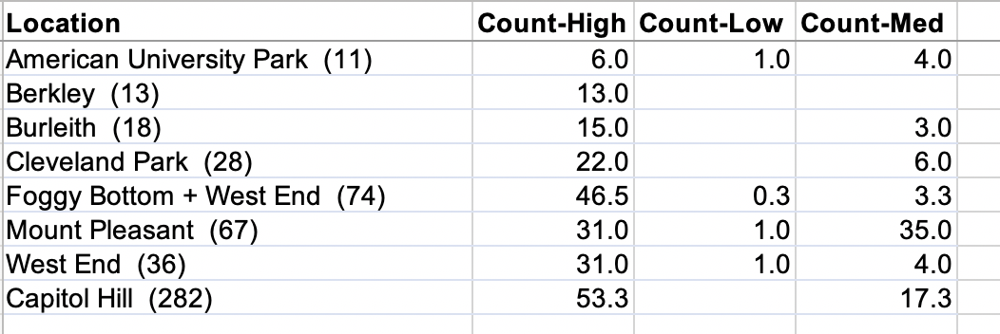 Location Count-High Count-Low Count-Med
American University Park (11) 6.0 1.0 4.0
Berkley (13) 13.0
Burleith (18) 15.0 3.0
Cleveland Park (28) 22.0 6.0
Foggy Bottom + West End (74) 46.5 0.3 3.3
Mount Pleasant (67) 31.0 1.0 35.0
West End (36) 31.0 1.0 4.0
Capitol Hill (282) 53.3 17.3